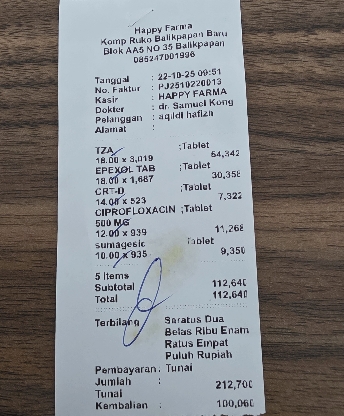 Happy Farma
Komp Ruko Balikpapan Baru
Blok AA5 NO 35 Balikpapan
085247001996
Tanggal : 22-10-25 09:51
No. Faktur : PJ2510220013
Kasir : HAPPY FARMA
Dokter : dr. Samuel Kong
Pelanggan : aqildi hafizh
Alamat :
TZA ;Tablet
18.00 x 3,019 54,342
EPEXOL TAB ;Tablet
18.00 x 1,687 30,358
CRT-D ;Tablet
14.00 x 523 7,322
CIPROFLOXACIN ;Tablet
500 MG
12.00 x 939 11,268
sumagesic Tablet
10.00 x 935 9,350
5 Items
Subtotal 112,640
Total 112,640
Terbilang : Seratus Dua
Belas Ribu Enam
Ratus Empat
Puluh Rupiah
Pembayaran : Tunai
Jumlah : 212,700
Tunai
Kembalian : 100,060